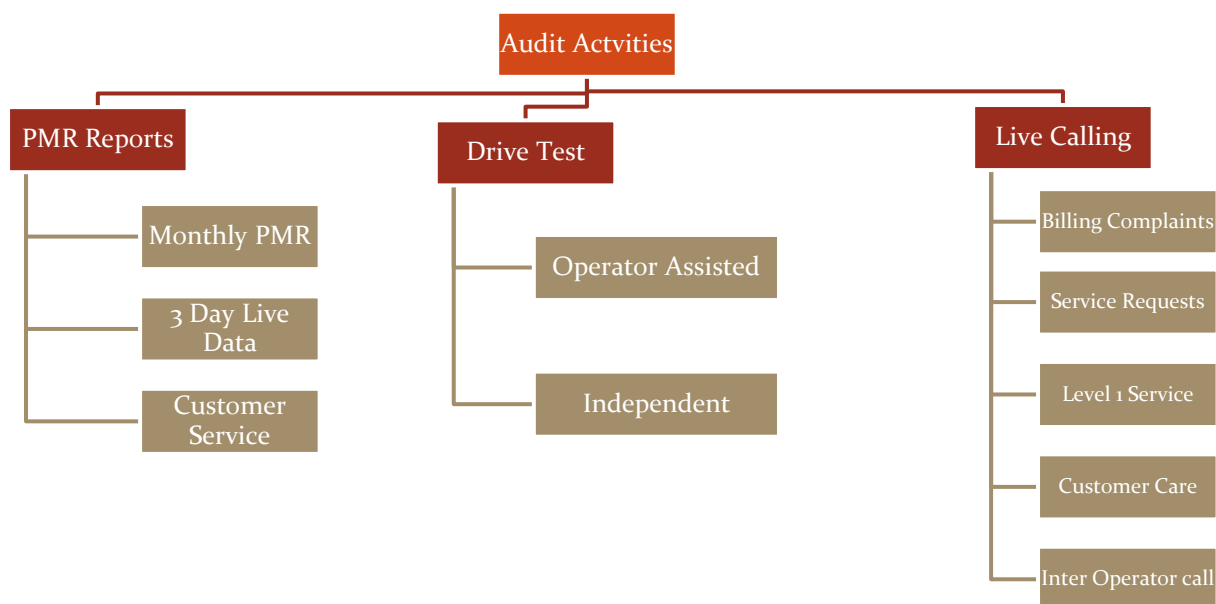 Audit Actvities
PMR Reports
Monthly PMR
3 Day Live
Data
Customer
Service
Drive Test
Operator Assisted
Independent
Live Calling
Billing Complaints
Service Requests
Level 1 Service
Customer Care
Inter Operator call